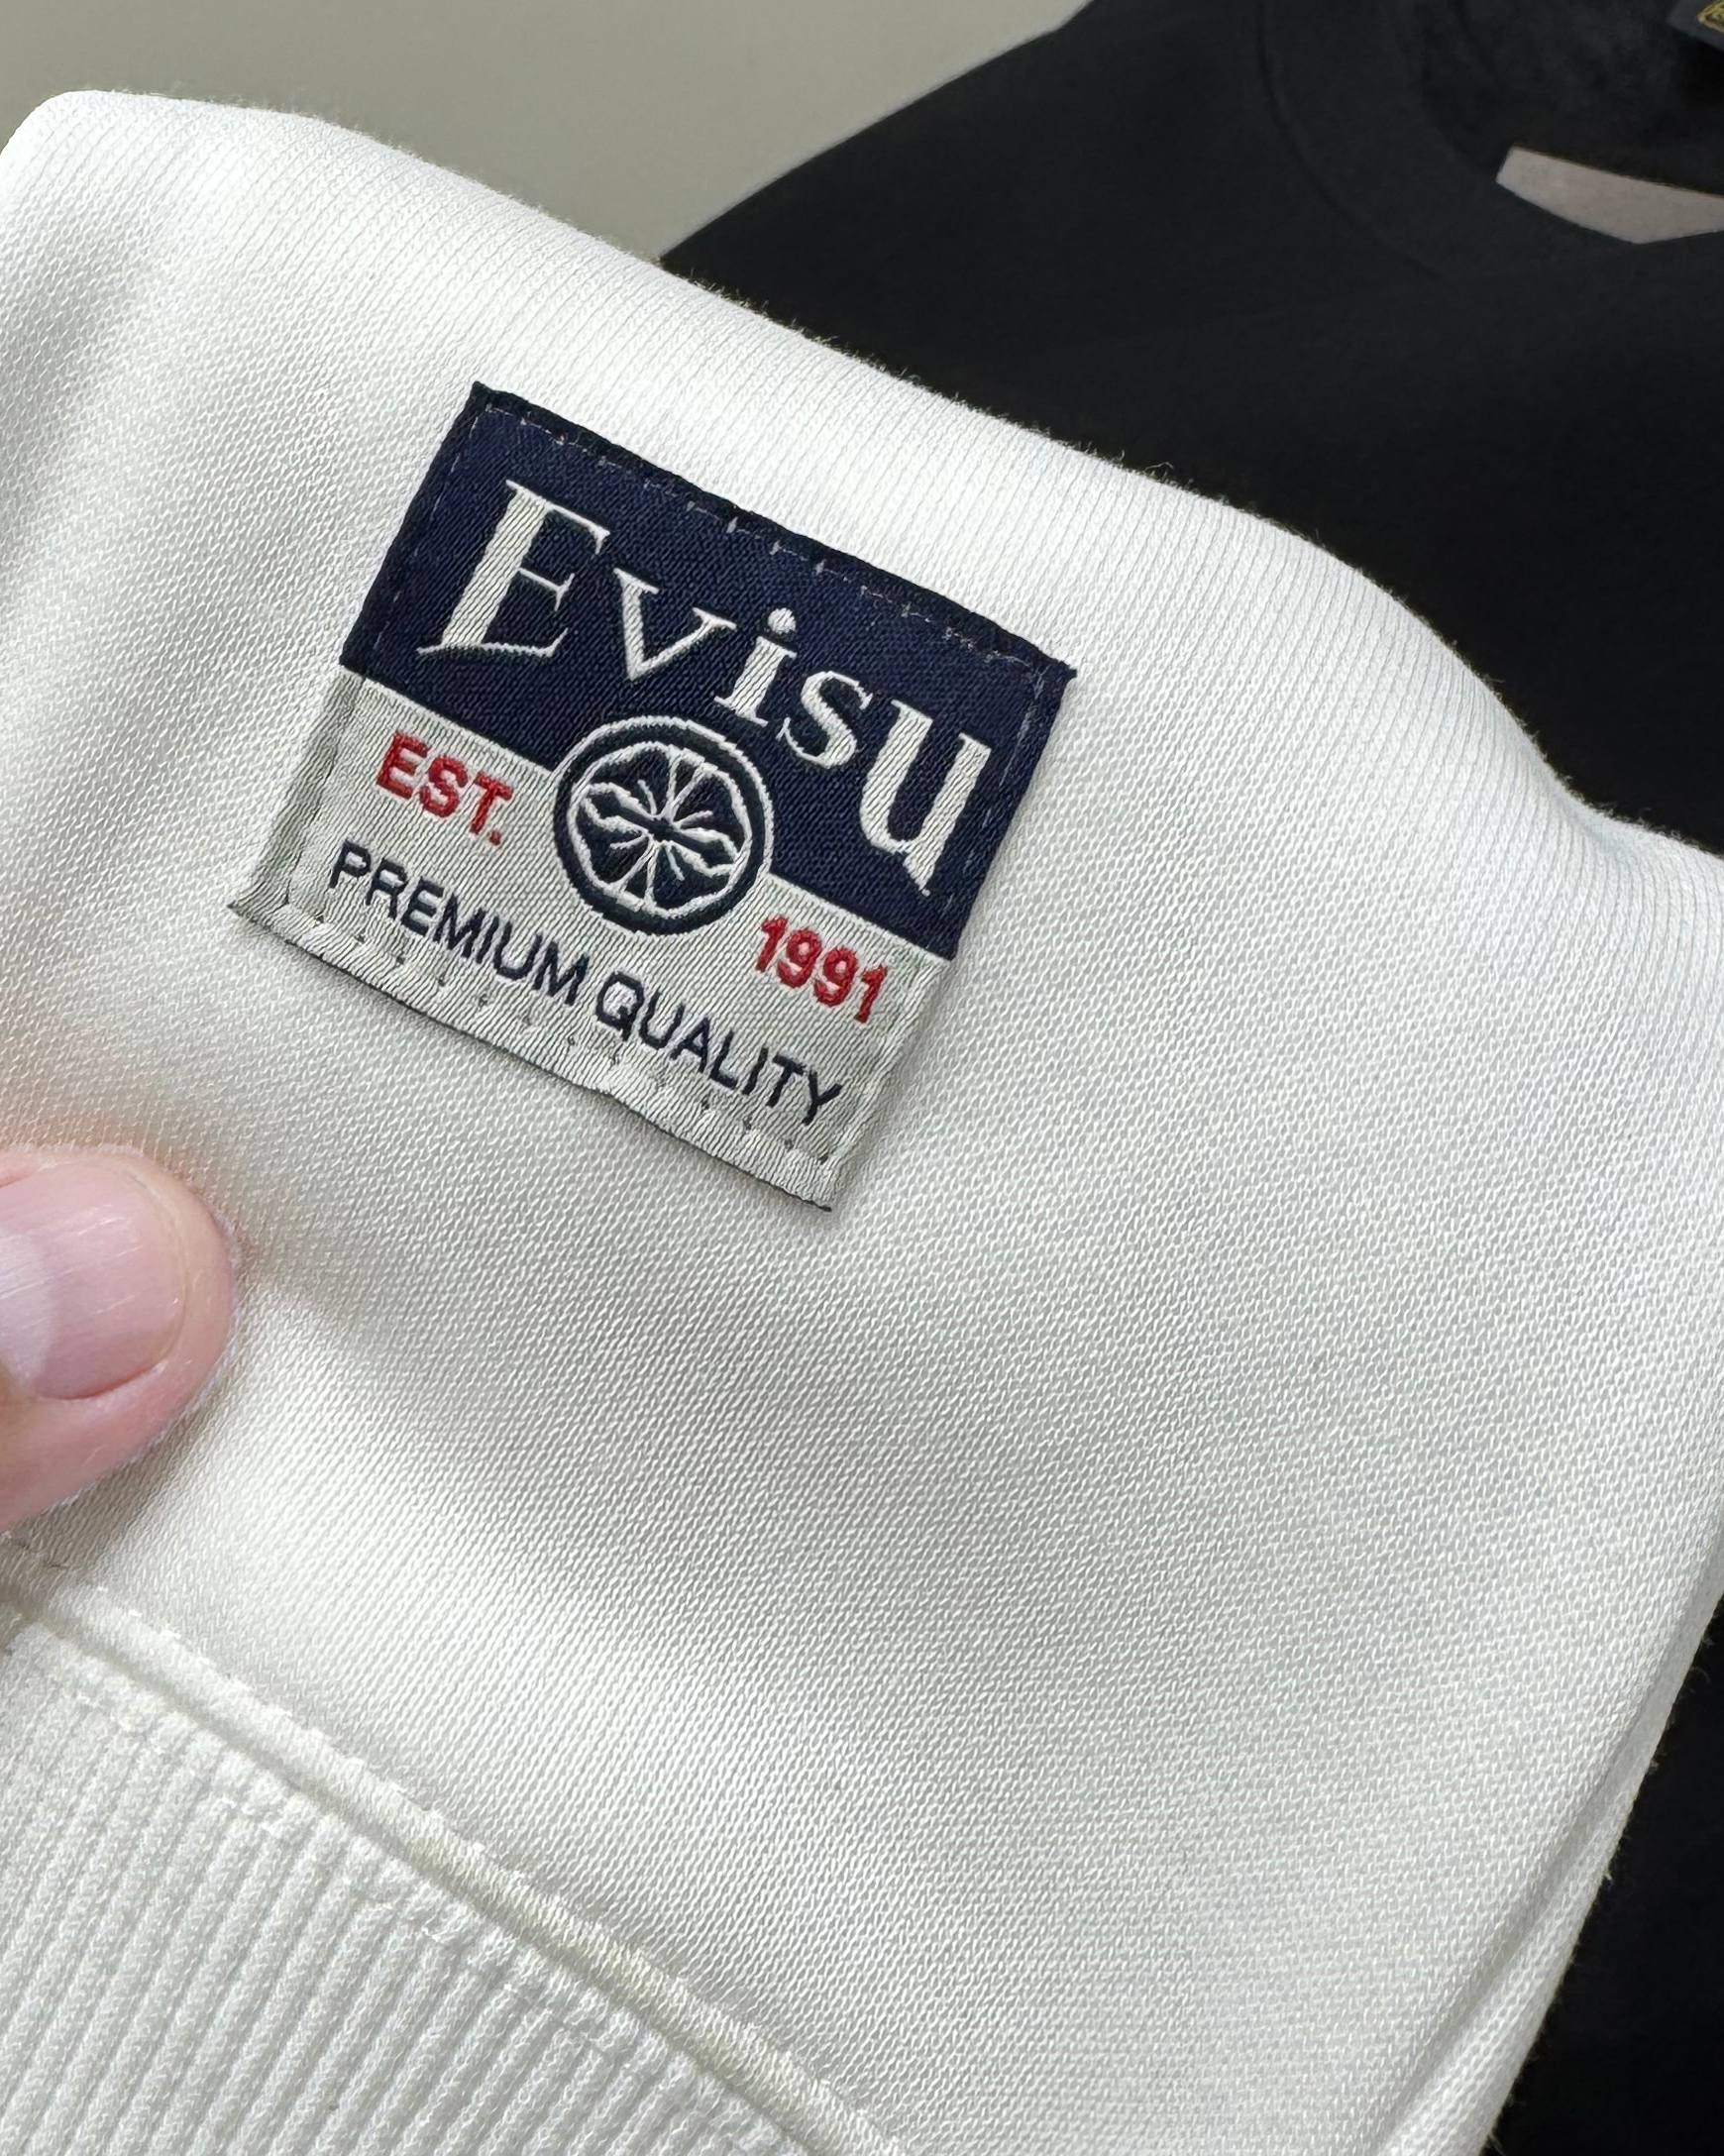 Evisu
EST. 1991
PREMIUM QUALITY